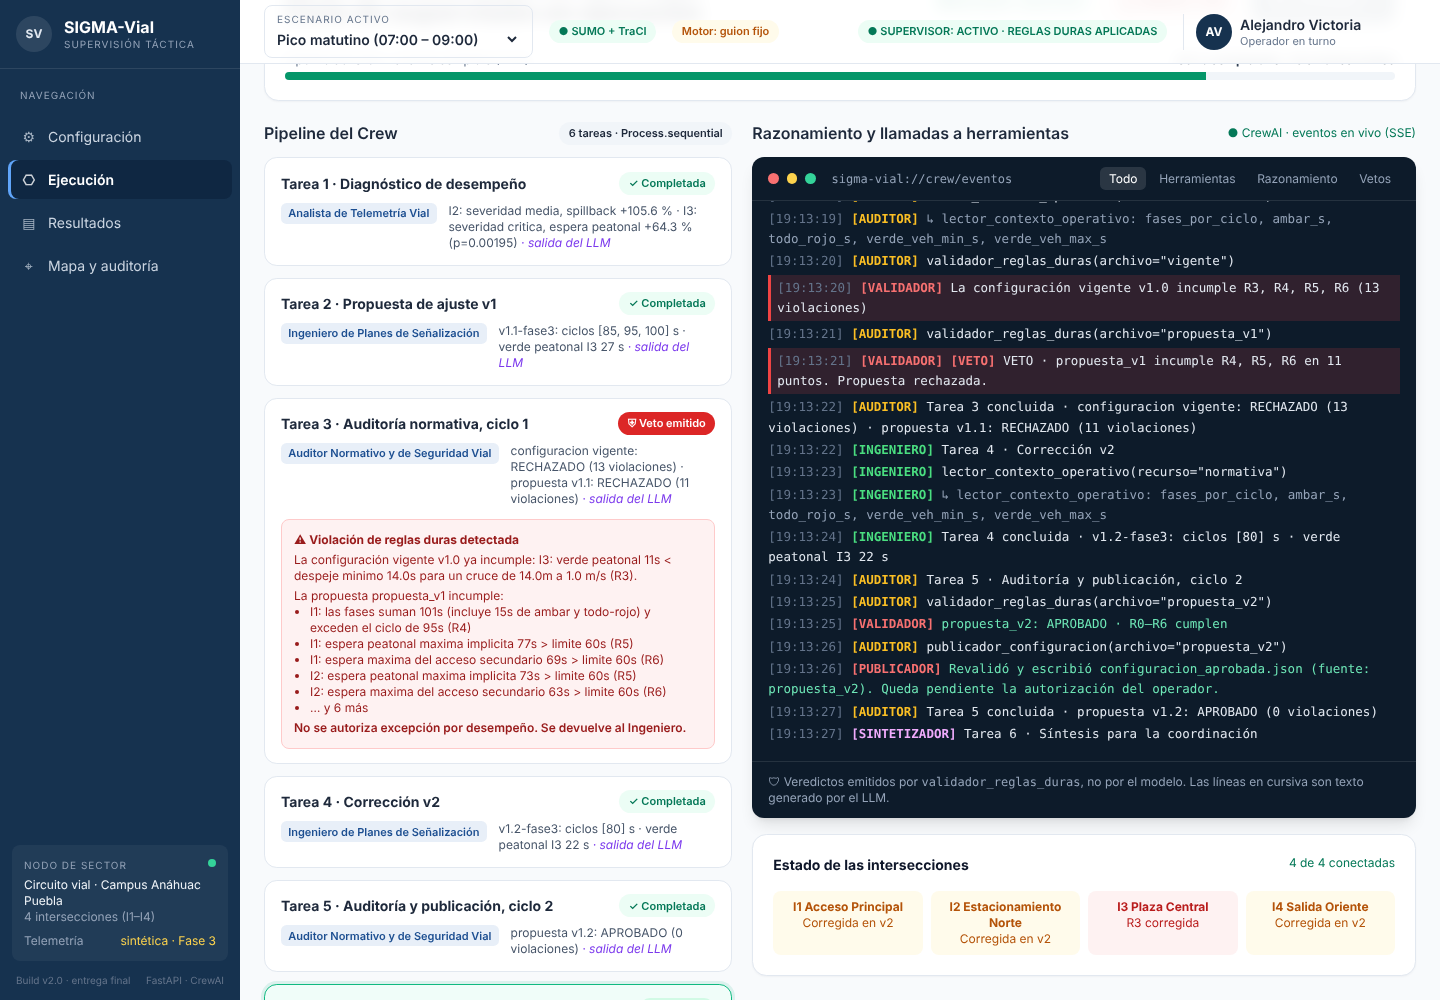 SV
SIGMA-Vial
SUPERVISIÓN TÁCTICA
NAVEGACIÓN
Configuración
Ejecución
Resultados
Mapa y auditoría
NODO DE SECTOR
Circuito vial · Campus Anáhuac
Puebla
4 intersecciones (I1–I4)
Telemetría sintética · Fase 3
Build v2.0 · entrega final FastAPI · CrewAI
ESCENARIO ACTIVO
Pico matutino (07:00 – 09:00)
SUMO + TraCI
Motor: guion fijo
SUPERVISOR: ACTIVO · REGLAS DURAS APLICADAS
AV
Alejandro Victoria
Operador en turno
Pipeline del Crew
6 tareas · Process.sequential
Tarea 1 · Diagnóstico de desempeño
✓ Completada
Analista de Telemetría Vial
I2: severidad media, spillback +105.6 % · I3:
severidad critica, espera peatonal +64.3 %
(p=0.00195) · salida del LLM
Tarea 2 · Propuesta de ajuste v1
✓ Completada
Ingeniero de Planes de Señalización
v1.1-fase3: ciclos [85, 95, 100] s ·
verde peatonal I3 27 s · salida del
LLM
Tarea 3 · Auditoría normativa, ciclo 1
Veto emitido
Auditor Normativo y de Seguridad Vial
configuracion vigente:
RECHAZADO (13 violaciones) ·
propuesta v1.1: RECHAZADO (11
violaciones) · salida del LLM
⚠ Violación de reglas duras detectada
La configuración vigente v1.0 ya incumple: I3: verde peatonal 11s <
despeje minimo 14.0s para un cruce de 14.0m a 1.0 m/s (R3).
La propuesta propuesta_v1 incumple:
• I1: las fases suman 101s (incluye 15s de ambar y todo-rojo) y
exceden el ciclo de 95s (R4)
• I1: espera peatonal maxima implicita 77s > limite 60s (R5)
• I1: espera maxima del acceso secundario 69s > limite 60s (R6)
• I2: espera peatonal maxima implicita 73s > limite 60s (R5)
• I2: espera maxima del acceso secundario 63s > limite 60s (R6)
• ... y 6 más
No se autoriza excepción por desempeño. Se devuelve al Ingeniero.
Tarea 4 · Corrección v2
✓ Completada
Ingeniero de Planes de Señalización
v1.2-fase3: ciclos [80] s · verde
peatonal I3 22 s · salida del LLM
Tarea 5 · Auditoría y publicación, ciclo 2
✓ Completada
Auditor Normativo y de Seguridad Vial
propuesta v1.2: APROBADO (0
violaciones) · salida del LLM
Razonamiento y llamadas a herramientas
CrewAI · eventos en vivo (SSE)
sigma-vial://crew/eventos
Todo Herramientas Razonamiento Vetos
[19:13:19] [AUDITOR] ↳ lector_contexto_operativo: fases_por_ciclo, ambar_s,
todo_rojo_s, verde_veh_min_s, verde_veh_max_s
[19:13:20] [AUDITOR] validador_reglas_duras(archivo="vigente")
[19:13:20] [VALIDADOR] La configuración vigente v1.0 incumple R3, R4, R5, R6 (13
violaciones)
[19:13:21] [AUDITOR] validador_reglas_duras(archivo="propuesta_v1")
[19:13:21] [VALIDADOR] [VETO] VETO · propuesta_v1 incumple R4, R5, R6 en 11
puntos. Propuesta rechazada.
[19:13:22] [AUDITOR] Tarea 3 concluida · configuracion vigente: RECHAZADO (13
violaciones) · propuesta v1.1: RECHAZADO (11 violaciones)
[19:13:22] [INGENIERO] Tarea 4 · Corrección v2
[19:13:23] [INGENIERO] lector_contexto_operativo(recurso="normativa")
[19:13:23] [INGENIERO] ↳ lector_contexto_operativo: fases_por_ciclo, ambar_s,
todo_rojo_s, verde_veh_min_s, verde_veh_max_s
[19:13:24] [INGENIERO] Tarea 4 concluida · v1.2-fase3: ciclos [80] s · verde
peatonal I3 22 s
[19:13:24] [AUDITOR] Tarea 5 · Auditoría y publicación, ciclo 2
[19:13:25] [AUDITOR] validador_reglas_duras(archivo="propuesta_v2")
[19:13:25] [VALIDADOR] propuesta_v2: APROBADO · R0–R6 cumplen
[19:13:26] [AUDITOR] publicador_configuracion(archivo="propuesta_v2")
[19:13:26] [PUBLICADOR] Revalidó y escribió configuracion_aprobada.json (fuente:
propuesta_v2). Queda pendiente la autorización del operador.
[19:13:27] [AUDITOR] Tarea 5 concluida · propuesta v1.2: APROBADO (0 violaciones)
[19:13:27] [SINTETIZADOR] Tarea 6 · Síntesis para la coordinación
Veredictos emitidos por validador_reglas_duras, no por el modelo. Las líneas en cursiva son texto
generado por el LLM.
Estado de las intersecciones
4 de 4 conectadas
I1 Acceso Principal
Corregida en v2
I2 Estacionamiento
Norte
Corregida en v2
I3 Plaza Central
R3 corregida
I4 Salida Oriente
Corregida en v2